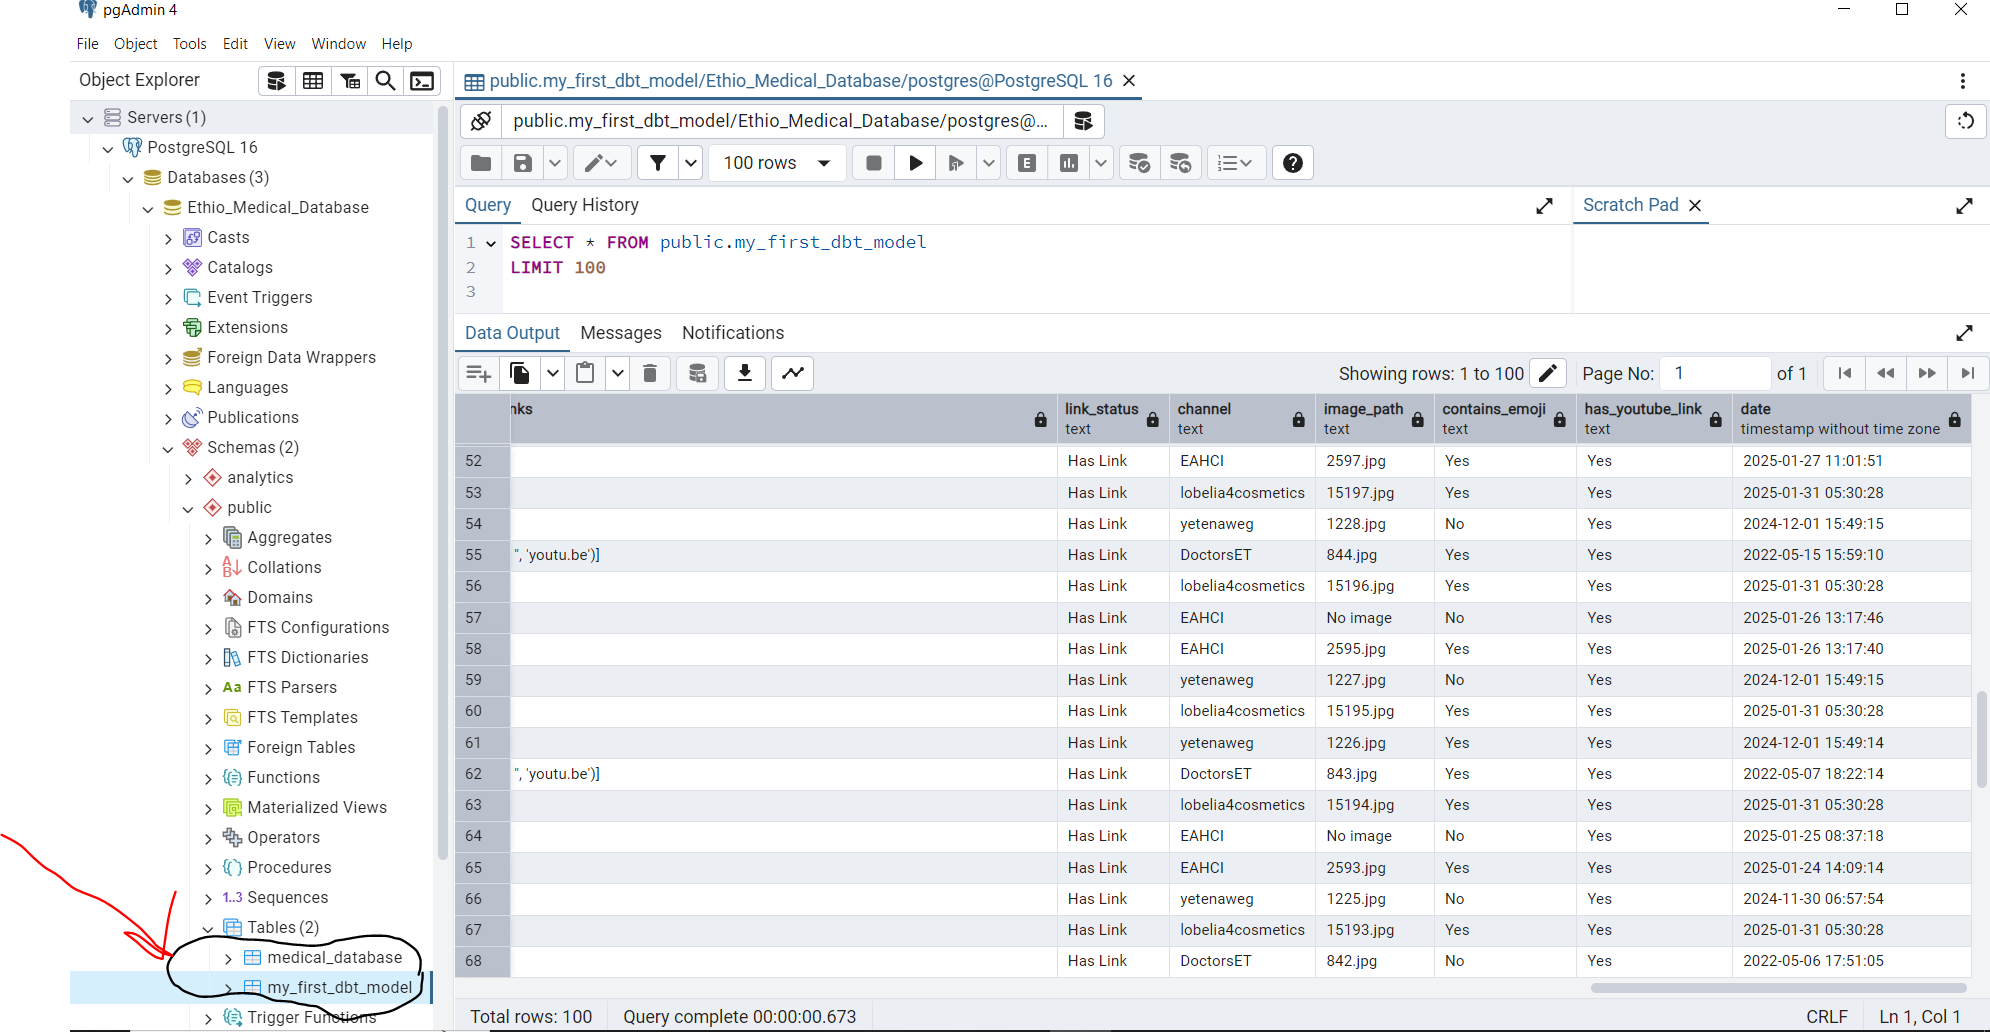 pgAdmin 4
File Object Tools Edit View Window Help
Object Explorer
Servers (1)
PostgreSQL 16
Databases (3)
Ethio_Medical_Database
Casts
Catalogs
Event Triggers
Extensions
Foreign Data Wrappers
Languages
Publications
Schemas (2)
analytics
public
Aggregates
Collations
Domains
FTS Configurations
FTS Dictionaries
Aa FTS Parsers
FTS Templates
Foreign Tables
Functions
Materialized Views
Operators
Procedures
1..3 Sequences
Tables (2)
medical_database
my_first_dbt_model
Trigger Functions
public.my_first_dbt_model/Ethio_Medical_Database/postgres@PostgreSQL 16
public.my_first_dbt_model/Ethio_Medical_Database/postgres@...
100 rows
Query Query History
Scratch Pad
1 SELECT * FROM public.my_first_dbt_model
2 LIMIT 100
3
Data Output Messages Notifications
Showing rows: 1 to 100 Page No: 1 of 1
nks link_status channel image_path contains_emoji has_youtube_link date
text text text text text timestamp without time zone
52 Has Link EAHCI 2597.jpg Yes Yes 2025-01-27 11:01:51
53 Has Link lobelia4cosmetics 15197.jpg Yes Yes 2025-01-31 05:30:28
54 Has Link yetenaweg 1228.jpg No Yes 2024-12-01 15:49:15
55 ", 'youtu.be')] Has Link DoctorsET 844.jpg Yes Yes 2022-05-15 15:59:10
56 Has Link lobelia4cosmetics 15196.jpg Yes Yes 2025-01-31 05:30:28
57 Has Link EAHCI No image No Yes 2025-01-26 13:17:46
58 Has Link EAHCI 2595.jpg Yes Yes 2025-01-26 13:17:40
59 Has Link yetenaweg 1227.jpg No Yes 2024-12-01 15:49:15
60 Has Link lobelia4cosmetics 15195.jpg Yes Yes 2025-01-31 05:30:28
61 Has Link yetenaweg 1226.jpg Yes Yes 2024-12-01 15:49:14
62 ", 'youtu.be')] Has Link DoctorsET 843.jpg Yes Yes 2022-05-07 18:22:14
63 Has Link lobelia4cosmetics 15194.jpg Yes Yes 2025-01-31 05:30:28
64 Has Link EAHCI No image No Yes 2025-01-25 08:37:18
65 Has Link EAHCI 2593.jpg Yes Yes 2025-01-24 14:09:14
66 Has Link yetenaweg 1225.jpg No Yes 2024-11-30 06:57:54
67 Has Link lobelia4cosmetics 15193.jpg Yes Yes 2025-01-31 05:30:28
68 Has Link DoctorsET 842.jpg No Yes 2022-05-06 17:51:05
Total rows: 100 Query complete 00:00:00.673 CRLF Ln 1, Col 1